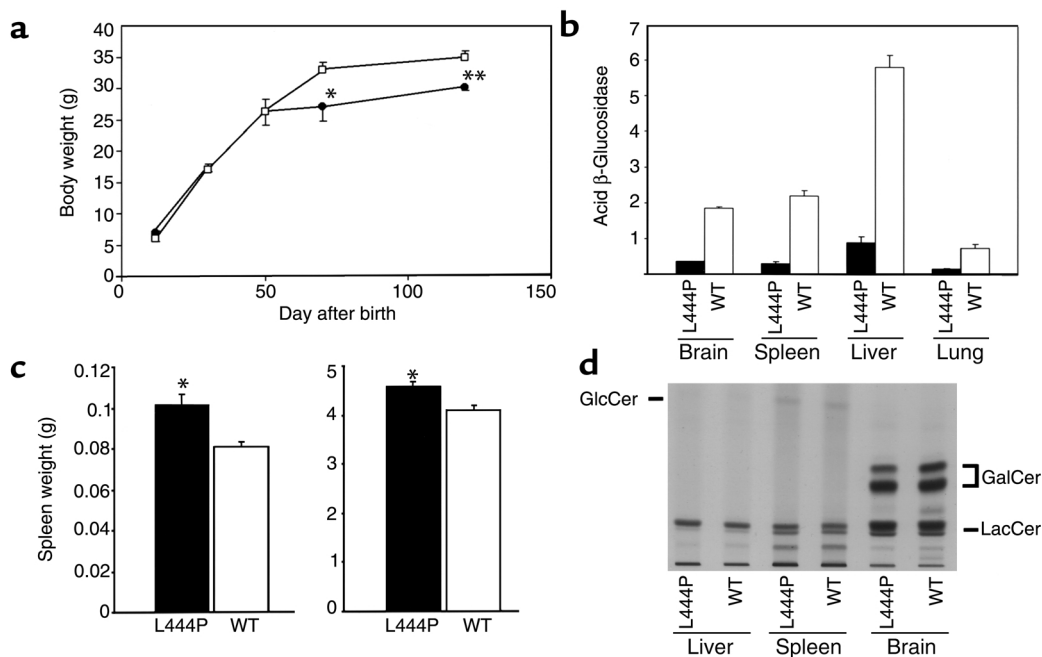 a
Body weight (g)
40
35
30
25
20
15
10
5
0
*
**
0
50
100
150
Day after birth
b
Acid β-Glucosidase
7
6
5
4
3
2
1
L444P
WT
L444P
WT
L444P
WT
L444P
WT
Brain
Spleen
Liver
Lung
c
Spleen weight (g)
0.12
0.1
0.08
0.06
0.04
0.02
0
*
L444P
WT
5
4
3
2
1
0
*
L444P
WT
d
GlcCer
GalCer
LacCer
L444P
WT
L444P
WT
L444P
WT
Liver
Spleen
Brain